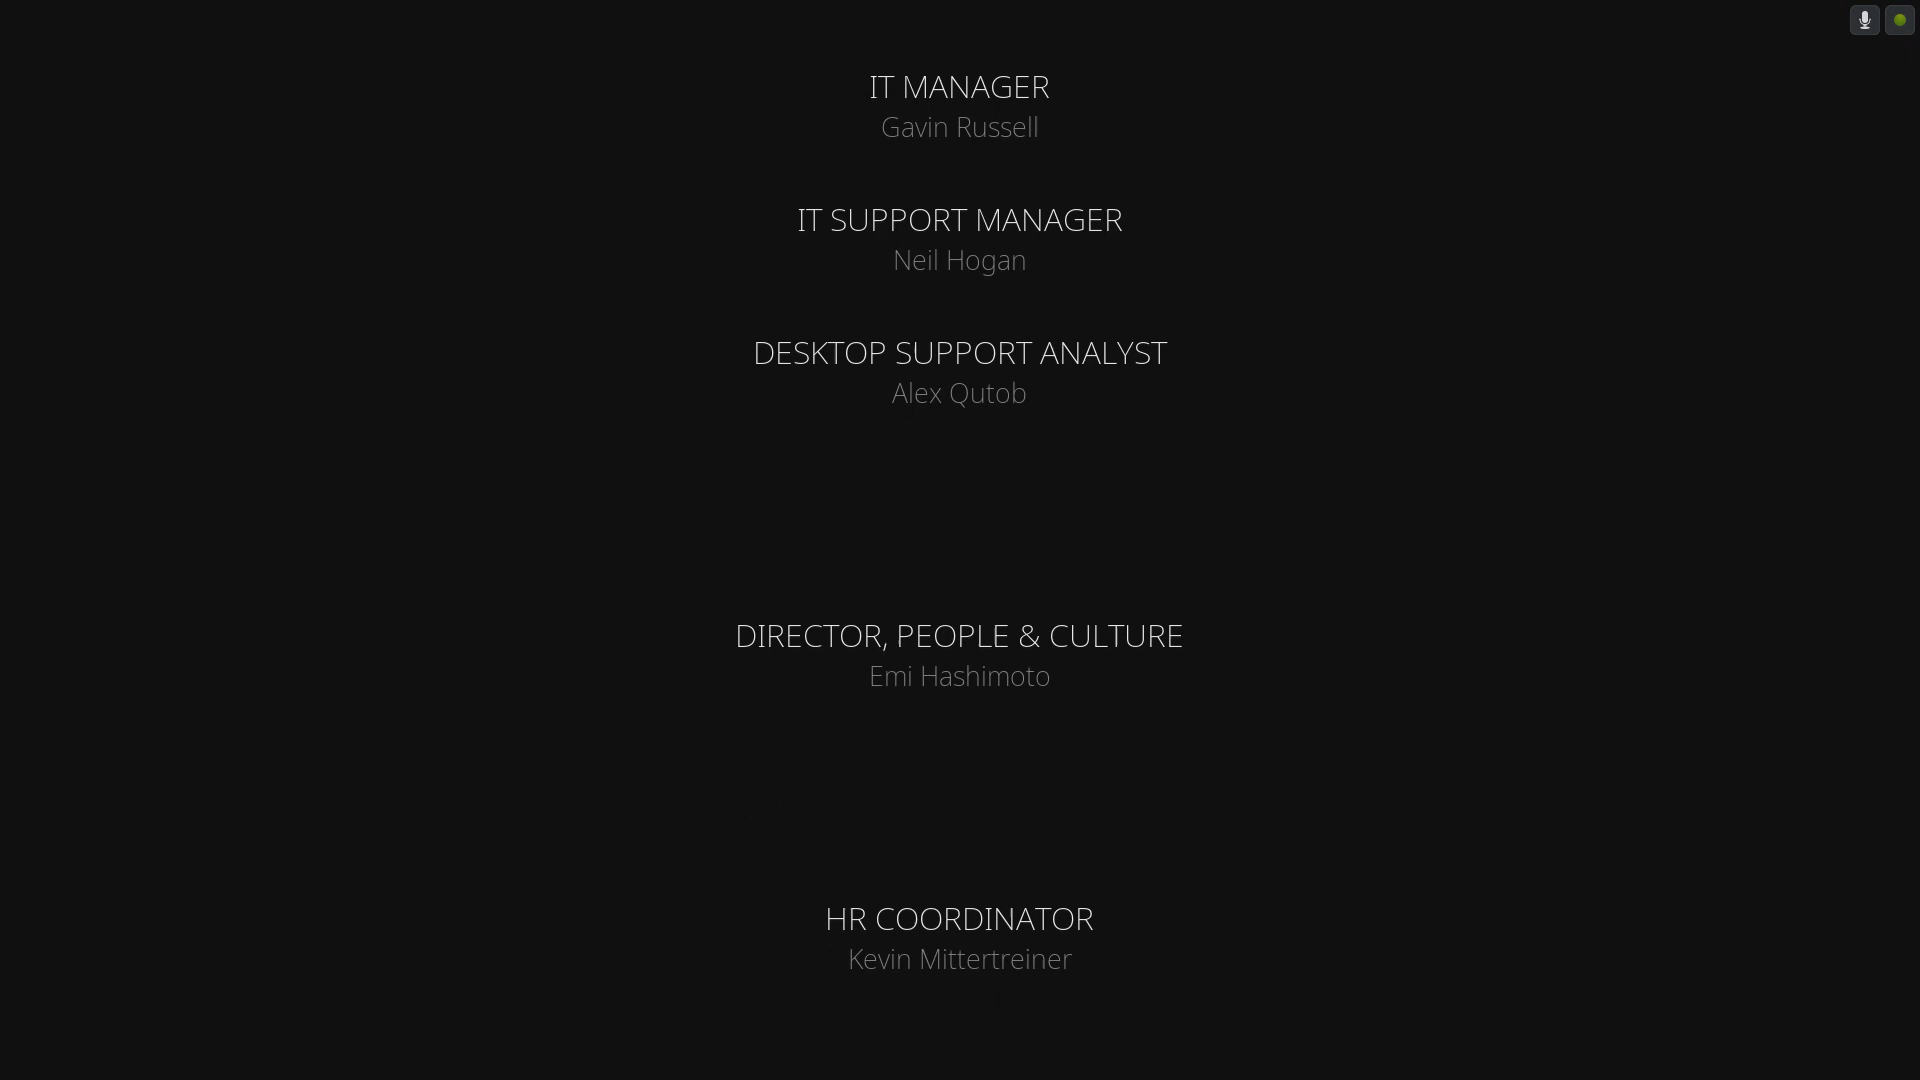 IT MANAGER
Gavin Russell
IT SUPPORT MANAGER
Neil Hogan
DESKTOP SUPPORT ANALYST
Alex Qutob
DIRECTOR, PEOPLE & CULTURE
Emi Hashimoto
HR COORDINATOR
Kevin Mittertreiner